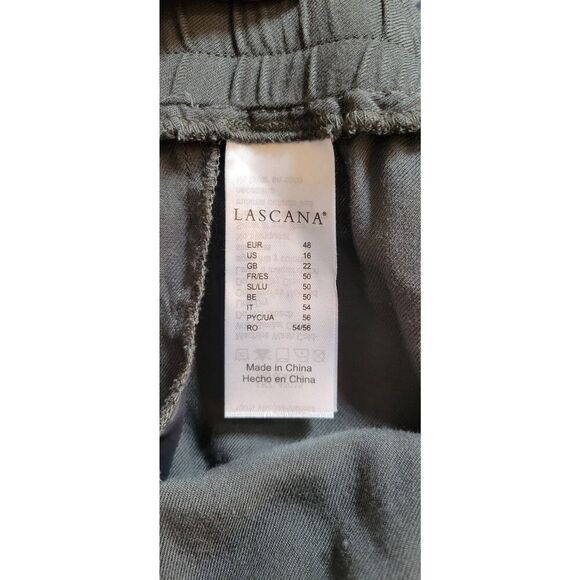 LASCANA®
EUR 48
US 16
GB 22
FR/ES 50
SL/LU 50
BE 50
IT 54
PYC/UA 56
RO 54/56
Made in China
Hecho en China